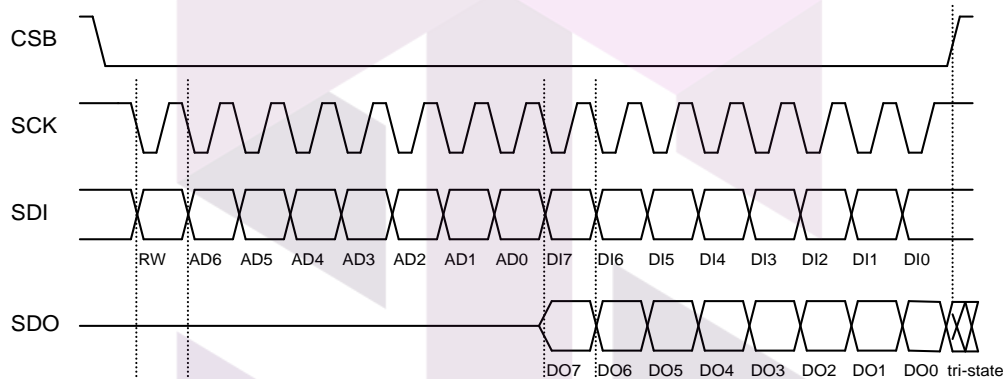 CSB
SCK
SDI
RW AD6 AD5 AD4 AD3 AD2 AD1 AD0 DI7 DI6 DI5 DI4 DI3 DI2 DI1 DI0
SDO
DO7 DO6 DO5 DO4 DO3 DO2 DO1 DO0 tri-state